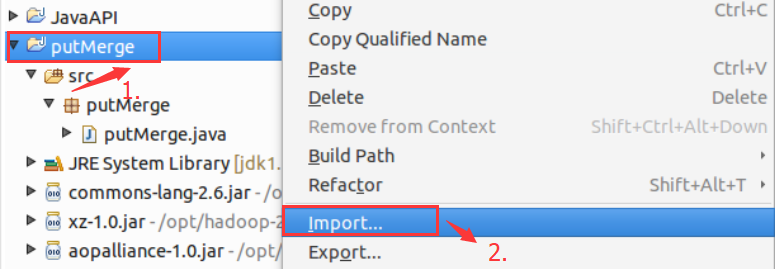 JavaAPI
putMerge
1.
src
putMerge
putMerge.java
JRE System Library [jdk1.
commons-lang-2.6.jar - /o
xz-1.0.jar - /opt/hadoop-2
aopalliance-1.0.jar - /op
Copy Ctrl+C
Copy Qualified Name
Paste Ctrl+V
Delete Delete
Remove from Context Shift+Ctrl+Alt+Down
Build Path
Refactor Shift+Alt+T
Import...
2.
Export...